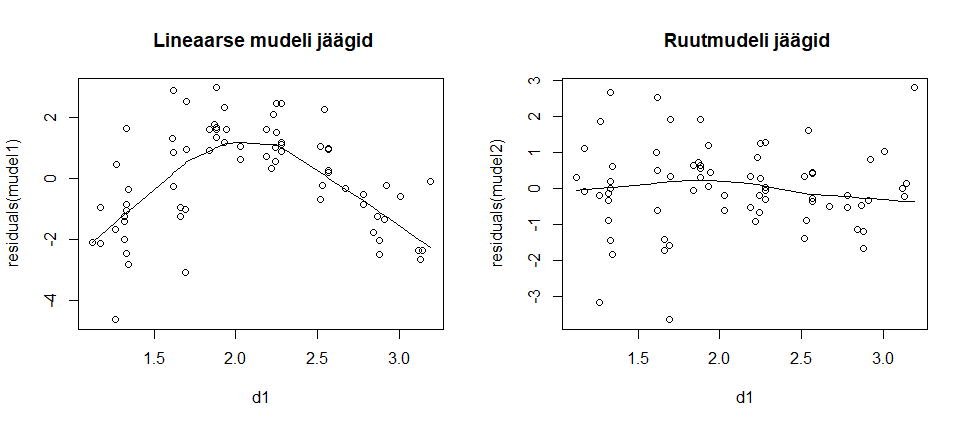 Lineaarse mudeli jäägid
residuals(mudel1)
2
0
-2
-4
1.5 2.0 2.5 3.0
d1
Ruutmudeli jäägid
residuals(mudel2)
3
2
1
0
-1
-2
-3
1.5 2.0 2.5 3.0
d1